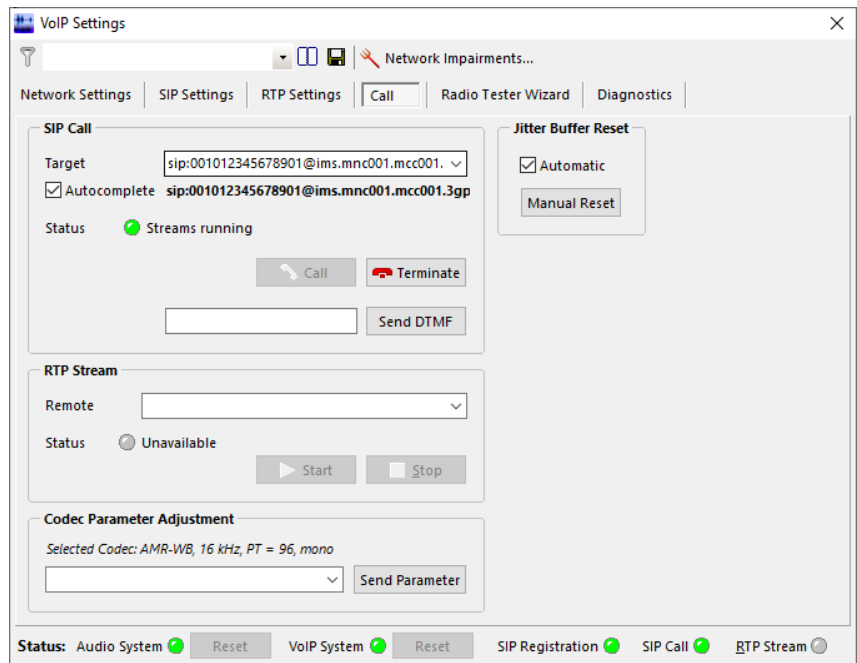 VoIP Settings
Network Impairments...
Network Settings SIP Settings RTP Settings Call Radio Tester Wizard Diagnostics
SIP Call
Target sip:001012345678901@ims.mnc001.mcc001.
Autocomplete sip:001012345678901@ims.mnc001.mcc001.3gp
Status Streams running
Call Terminate
Send DTMF
Jitter Buffer Reset
Automatic
Manual Reset
RTP Stream
Remote
Status Unavailable
Start Stop
Codec Parameter Adjustment
Selected Codec: AMR-WB, 16 kHz, PT = 96, mono
Send Parameter
Status: Audio System Reset VoIP System Reset SIP Registration SIP Call RTP Stream